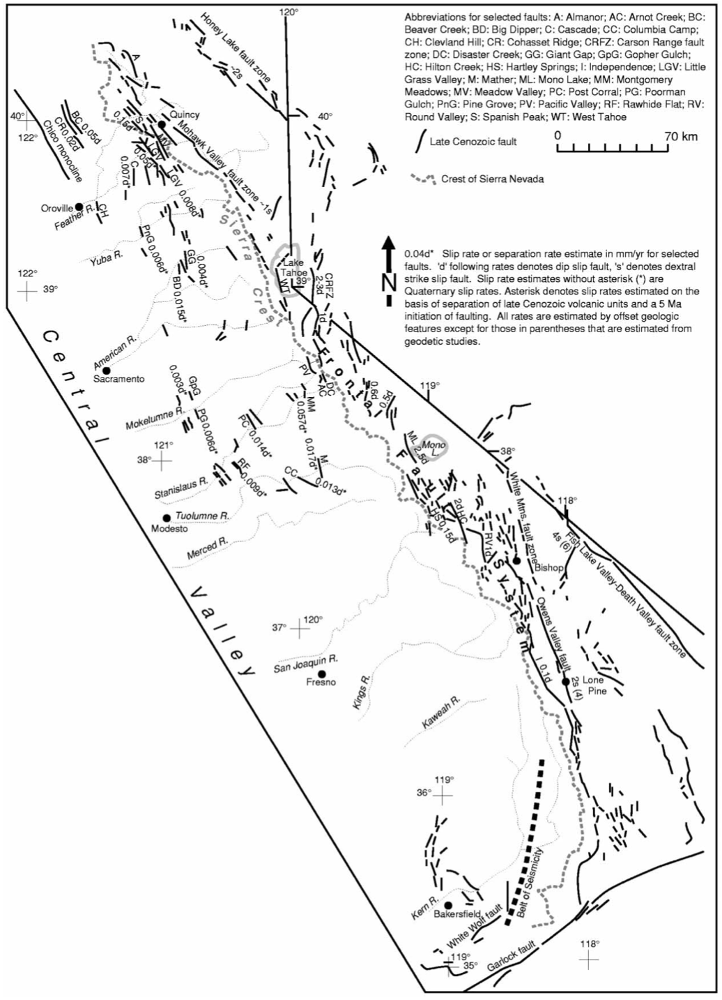 120°
Abbreviations for selected faults: A: Almanor; AC: Arnot Creek; BC:
Beaver Creek; BD: Big Dipper; C: Cascade; CC: Columbia Camp;
CH: Clevland Hill; CR: Cohasset Ridge; CRFZ: Carson Range fault
zone; DC: Disaster Creek; GG: Giant Gap; GpG: Gopher Gulch;
HC: Hilton Creek; HS: Hartley Springs; I: Independence; LGV: Little
Grass Valley; M: Mather; ML: Mono Lake; MM: Montgomery
Meadows; MV: Meadow Valley; PC: Post Corral; PG: Poorman
Gulch; PnG: Pine Grove; PV: Pacific Valley; RF: Rawhide Flat; RV:
Round Valley; S: Spanish Peak; WT: West Tahoe
0 70 km
Late Cenozoic fault
Crest of Sierra Nevada
0.04d* Slip rate or separation rate estimate in mm/yr for selected
faults. 'd' following rates denotes dip slip fault, 's' denotes dextral
strike slip fault. Slip rate estimates without asterisk (*) are
Quaternary slip rates. Asterisk denotes slip rates estimated on the
basis of separation of late Cenozoic volcanic units and a 5 Ma
initiation of faulting. All rates are estimated by offset geologic
features except for those in parentheses that are estimated from
geodetic studies.
N
Honey Lake fault zone
~2s
A
40°
122°
40°
Chico monocline
CR0.02d
BC 0.05d
0.15d*
S
Quincy
MV
Mohawk Valley fault zone ~1s
LGV
0.05d*
C
0.007d*
LGV 0.008d*
Oroville
Feather R.
CH
Sierra
Crest
Yuba R.
PnG 0.006d*
GG
0.004d*
BD 0.015d*
Lake
Tahoe
39°
WT
CRFZ
2-3d
1d
122°
39°
Central
Valley
American R.
Sacramento
Frontal
Fault
System
PV
DC
AC
0.6d
0.5d
119°
0.003d*
GpG
Mokelumne R.
PG 0.006d*
PC 0.014d*
MM
0.057d*
0.017d*
M
ML 2.5d
Mono
L.
38°
121°
38°
Stanislaus R.
RF
0.009d*
CC
0.013d*
Modesto
Tuolumne R.
Merced R.
HS 0.15d
2d HC
RV1d
White Mtns. fault zone
118°
4s (6)
Fish Lake Valley-Death Valley fault zone
Bishop
Owens Valley fault
2s (4)
37°
120°
San Joaquin R.
Fresno
Kings R.
Kaweah R.
I 0.1d
Lone
Pine
119°
36°
Belt of Seismicity
Kern R.
Bakersfield
White Wolf fault
Garlock fault
119°
35°
118°